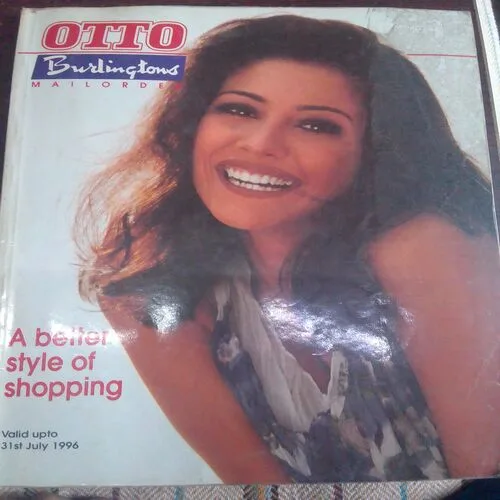 OTTO
Burlingtons
MAILORDER
A better
style of
shopping
Valid upto
31st July 1996